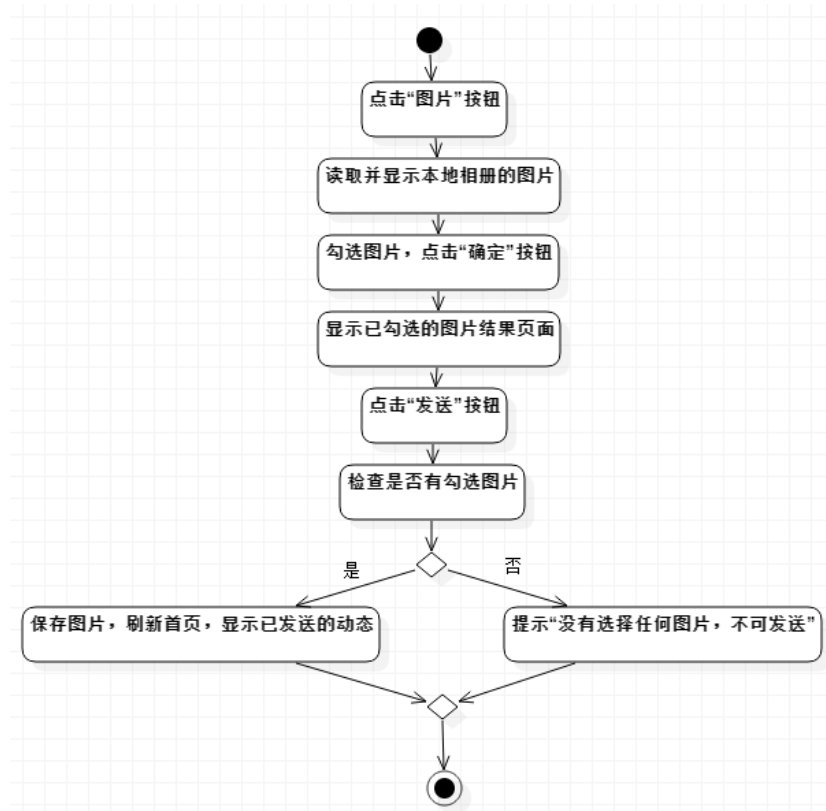 点击“图片”按钮
读取并显示本地相册的图片
勾选图片，点击“确定”按钮
显示已勾选的图片结果页面
点击“发送”按钮
检查是否有勾选图片
是
否
保存图片，刷新首页，显示已发送的动态
提示“没有选择任何图片，不可发送”